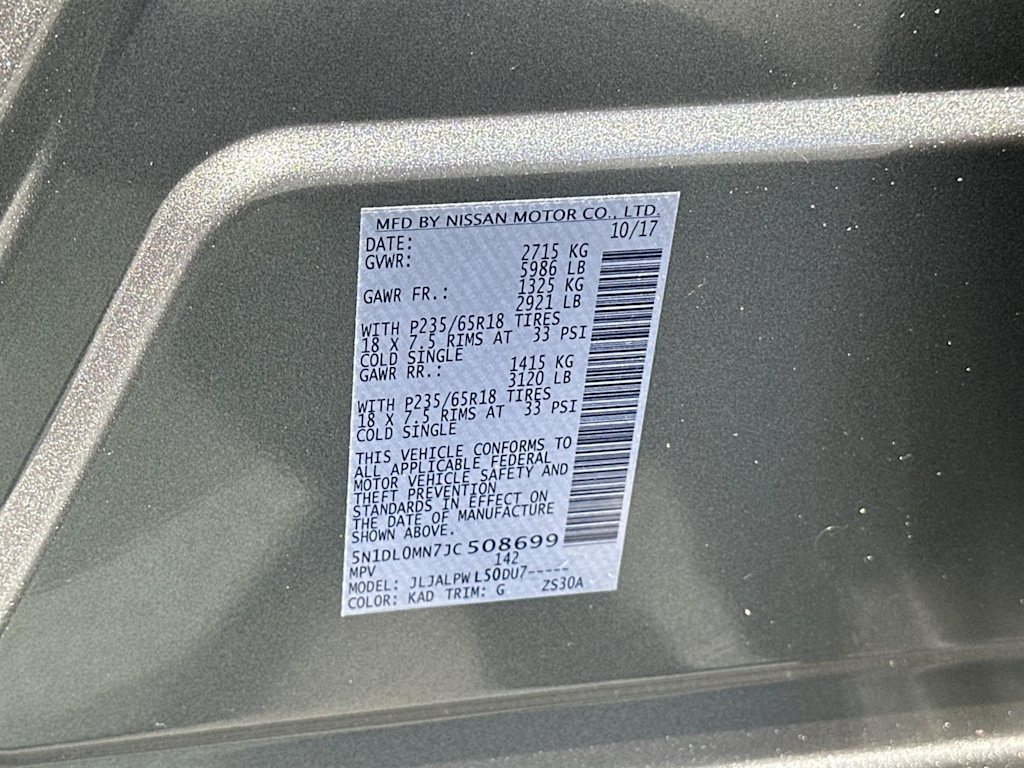 MFD BY NISSAN MOTOR CO., LTD.
DATE: 10/17
GVWR: 2715 KG
5986 LB
GAWR FR.: 1325 KG
2921 LB
WITH P235/65R18 TIRES
18 X 7.5 RIMS AT 33 PSI
COLD SINGLE
GAWR RR.: 1415 KG
3120 LB
WITH P235/65R18 TIRES
18 X 7.5 RIMS AT 33 PSI
COLD SINGLE
THIS VEHICLE CONFORMS TO
ALL APPLICABLE FEDERAL
MOTOR VEHICLE SAFETY AND
THEFT PREVENTION
STANDARDS IN EFFECT ON
THE DATE OF MANUFACTURE
SHOWN ABOVE.
5N1DL0MN7JC508699
MPV 142
MODEL: JLJALPWL50DU7-----
COLOR: KAD TRIM: G ZS30A